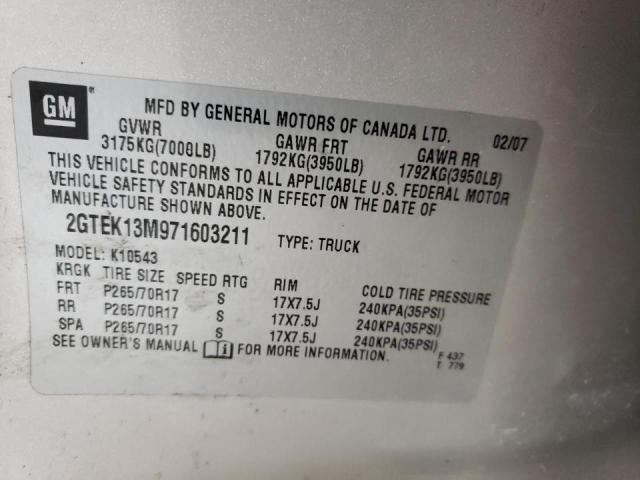 GM
MFD BY GENERAL MOTORS OF CANADA LTD. 02/07
GVWR GAWR FRT GAWR RR
3175KG(7000LB) 1792KG(3950LB) 1792KG(3950LB)
THIS VEHICLE CONFORMS TO ALL APPLICABLE U.S. FEDERAL MOTOR
VEHICLE SAFETY STANDARDS IN EFFECT ON THE DATE OF
MANUFACTURE SHOWN ABOVE.
2GTEK13M971603211 TYPE: TRUCK
MODEL: K10543
KRGK TIRE SIZE SPEED RTG RIM COLD TIRE PRESSURE
FRT P265/70R17 S 17X7.5J 240KPA(35PSI)
RR P265/70R17 S 17X7.5J 240KPA(35PSI)
SPA P265/70R17 S 17X7.5J 240KPA(35PSI)
SEE OWNER'S MANUAL i FOR MORE INFORMATION.
F 437
T 779